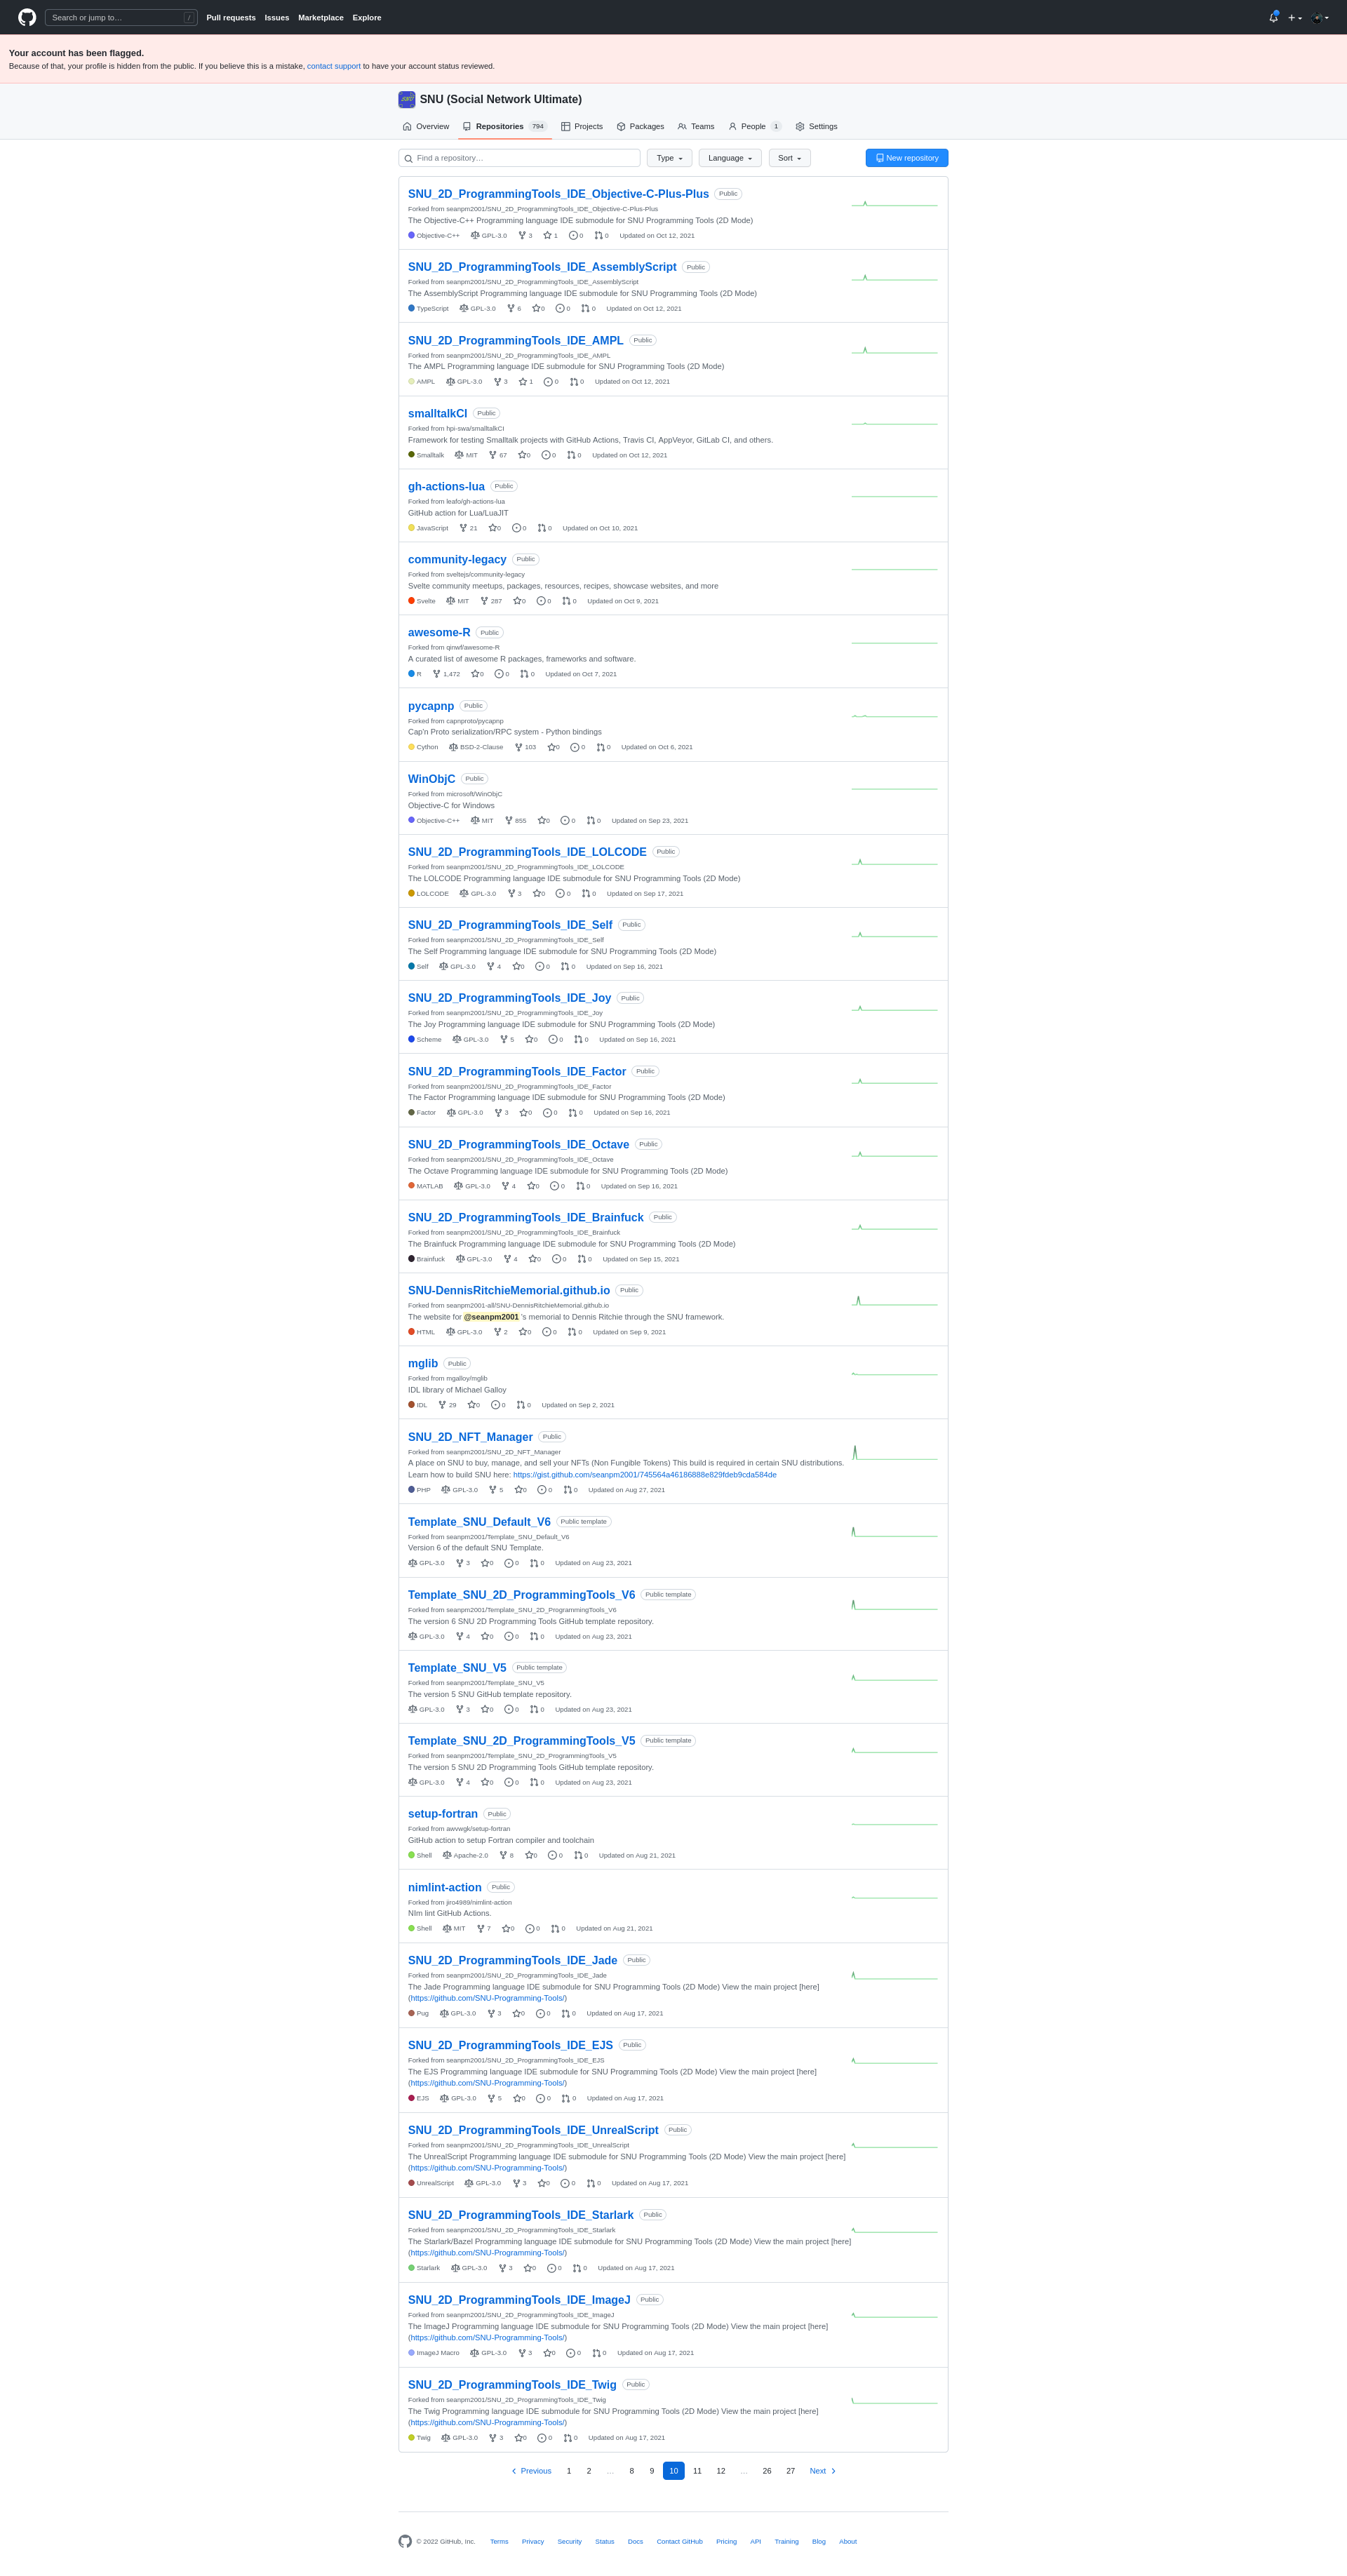 Search or jump to… / Pull requests Issues Marketplace Explore
Your account has been flagged.
Because of that, your profile is hidden from the public. If you believe this is a mistake, contact support to have your account status reviewed.
SNU (Social Network Ultimate)
Overview Repositories 794 Projects Packages Teams People 1 Settings
Find a repository… Type Language Sort New repository
SNU_2D_ProgrammingTools_IDE_Objective-C-Plus-Plus Public
Forked from seanpm2001/SNU_2D_ProgrammingTools_IDE_Objective-C-Plus-Plus
The Objective-C++ Programming language IDE submodule for SNU Programming Tools (2D Mode)
Objective-C++ GPL-3.0 3 1 0 0 Updated on Oct 12, 2021
SNU_2D_ProgrammingTools_IDE_AssemblyScript Public
Forked from seanpm2001/SNU_2D_ProgrammingTools_IDE_AssemblyScript
The AssemblyScript Programming language IDE submodule for SNU Programming Tools (2D Mode)
TypeScript GPL-3.0 6 0 0 0 Updated on Oct 12, 2021
SNU_2D_ProgrammingTools_IDE_AMPL Public
Forked from seanpm2001/SNU_2D_ProgrammingTools_IDE_AMPL
The AMPL Programming language IDE submodule for SNU Programming Tools (2D Mode)
AMPL GPL-3.0 3 1 0 0 Updated on Oct 12, 2021
smalltalkCI Public
Forked from hpi-swa/smalltalkCI
Framework for testing Smalltalk projects with GitHub Actions, Travis CI, AppVeyor, GitLab CI, and others.
Smalltalk MIT 67 0 0 0 Updated on Oct 12, 2021
gh-actions-lua Public
Forked from leafo/gh-actions-lua
GitHub action for Lua/LuaJIT
JavaScript 21 0 0 0 Updated on Oct 10, 2021
community-legacy Public
Forked from sveltejs/community-legacy
Svelte community meetups, packages, resources, recipes, showcase websites, and more
Svelte MIT 287 0 0 0 Updated on Oct 9, 2021
awesome-R Public
Forked from qinwf/awesome-R
A curated list of awesome R packages, frameworks and software.
R 1,472 0 0 0 Updated on Oct 7, 2021
pycapnp Public
Forked from capnproto/pycapnp
Cap'n Proto serialization/RPC system - Python bindings
Cython BSD-2-Clause 103 0 0 0 Updated on Oct 6, 2021
WinObjC Public
Forked from microsoft/WinObjC
Objective-C for Windows
Objective-C++ MIT 855 0 0 0 Updated on Sep 23, 2021
SNU_2D_ProgrammingTools_IDE_LOLCODE Public
Forked from seanpm2001/SNU_2D_ProgrammingTools_IDE_LOLCODE
The LOLCODE Programming language IDE submodule for SNU Programming Tools (2D Mode)
LOLCODE GPL-3.0 3 0 0 0 Updated on Sep 17, 2021
SNU_2D_ProgrammingTools_IDE_Self Public
Forked from seanpm2001/SNU_2D_ProgrammingTools_IDE_Self
The Self Programming language IDE submodule for SNU Programming Tools (2D Mode)
Self GPL-3.0 4 0 0 0 Updated on Sep 16, 2021
SNU_2D_ProgrammingTools_IDE_Joy Public
Forked from seanpm2001/SNU_2D_ProgrammingTools_IDE_Joy
The Joy Programming language IDE submodule for SNU Programming Tools (2D Mode)
Scheme GPL-3.0 5 0 0 0 Updated on Sep 16, 2021
SNU_2D_ProgrammingTools_IDE_Factor Public
Forked from seanpm2001/SNU_2D_ProgrammingTools_IDE_Factor
The Factor Programming language IDE submodule for SNU Programming Tools (2D Mode)
Factor GPL-3.0 3 0 0 0 Updated on Sep 16, 2021
SNU_2D_ProgrammingTools_IDE_Octave Public
Forked from seanpm2001/SNU_2D_ProgrammingTools_IDE_Octave
The Octave Programming language IDE submodule for SNU Programming Tools (2D Mode)
MATLAB GPL-3.0 4 0 0 0 Updated on Sep 16, 2021
SNU_2D_ProgrammingTools_IDE_Brainfuck Public
Forked from seanpm2001/SNU_2D_ProgrammingTools_IDE_Brainfuck
The Brainfuck Programming language IDE submodule for SNU Programming Tools (2D Mode)
Brainfuck GPL-3.0 4 0 0 0 Updated on Sep 15, 2021
SNU-DennisRitchieMemorial.github.io Public
Forked from seanpm2001-all/SNU-DennisRitchieMemorial.github.io
The website for @seanpm2001 's memorial to Dennis Ritchie through the SNU framework.
HTML GPL-3.0 2 0 0 0 Updated on Sep 9, 2021
mglib Public
Forked from mgalloy/mglib
IDL library of Michael Galloy
IDL 29 0 0 0 Updated on Sep 2, 2021
SNU_2D_NFT_Manager Public
Forked from seanpm2001/SNU_2D_NFT_Manager
A place on SNU to buy, manage, and sell your NFTs (Non Fungible Tokens) This build is required in certain SNU distributions.
Learn how to build SNU here: https://gist.github.com/seanpm2001/745564a46186888e829fdeb9cda584de
PHP GPL-3.0 5 0 0 0 Updated on Aug 27, 2021
Template_SNU_Default_V6 Public template
Forked from seanpm2001/Template_SNU_Default_V6
Version 6 of the default SNU Template.
GPL-3.0 3 0 0 0 Updated on Aug 23, 2021
Template_SNU_2D_ProgrammingTools_V6 Public template
Forked from seanpm2001/Template_SNU_2D_ProgrammingTools_V6
The version 6 SNU 2D Programming Tools GitHub template repository.
GPL-3.0 4 0 0 0 Updated on Aug 23, 2021
Template_SNU_V5 Public template
Forked from seanpm2001/Template_SNU_V5
The version 5 SNU GitHub template repository.
GPL-3.0 3 0 0 0 Updated on Aug 23, 2021
Template_SNU_2D_ProgrammingTools_V5 Public template
Forked from seanpm2001/Template_SNU_2D_ProgrammingTools_V5
The version 5 SNU 2D Programming Tools GitHub template repository.
GPL-3.0 4 0 0 0 Updated on Aug 23, 2021
setup-fortran Public
Forked from awvwgk/setup-fortran
GitHub action to setup Fortran compiler and toolchain
Shell Apache-2.0 8 0 0 0 Updated on Aug 21, 2021
nimlint-action Public
Forked from jiro4989/nimlint-action
NIm lint GitHub Actions.
Shell MIT 7 0 0 0 Updated on Aug 21, 2021
SNU_2D_ProgrammingTools_IDE_Jade Public
Forked from seanpm2001/SNU_2D_ProgrammingTools_IDE_Jade
The Jade Programming language IDE submodule for SNU Programming Tools (2D Mode) View the main project [here]
(https://github.com/SNU-Programming-Tools/)
Pug GPL-3.0 3 0 0 0 Updated on Aug 17, 2021
SNU_2D_ProgrammingTools_IDE_EJS Public
Forked from seanpm2001/SNU_2D_ProgrammingTools_IDE_EJS
The EJS Programming language IDE submodule for SNU Programming Tools (2D Mode) View the main project [here]
(https://github.com/SNU-Programming-Tools/)
EJS GPL-3.0 5 0 0 0 Updated on Aug 17, 2021
SNU_2D_ProgrammingTools_IDE_UnrealScript Public
Forked from seanpm2001/SNU_2D_ProgrammingTools_IDE_UnrealScript
The UnrealScript Programming language IDE submodule for SNU Programming Tools (2D Mode) View the main project [here]
(https://github.com/SNU-Programming-Tools/)
UnrealScript GPL-3.0 3 0 0 0 Updated on Aug 17, 2021
SNU_2D_ProgrammingTools_IDE_Starlark Public
Forked from seanpm2001/SNU_2D_ProgrammingTools_IDE_Starlark
The Starlark/Bazel Programming language IDE submodule for SNU Programming Tools (2D Mode) View the main project [here]
(https://github.com/SNU-Programming-Tools/)
Starlark GPL-3.0 3 0 0 0 Updated on Aug 17, 2021
SNU_2D_ProgrammingTools_IDE_ImageJ Public
Forked from seanpm2001/SNU_2D_ProgrammingTools_IDE_ImageJ
The ImageJ Programming language IDE submodule for SNU Programming Tools (2D Mode) View the main project [here]
(https://github.com/SNU-Programming-Tools/)
ImageJ Macro GPL-3.0 3 0 0 0 Updated on Aug 17, 2021
SNU_2D_ProgrammingTools_IDE_Twig Public
Forked from seanpm2001/SNU_2D_ProgrammingTools_IDE_Twig
The Twig Programming language IDE submodule for SNU Programming Tools (2D Mode) View the main project [here]
(https://github.com/SNU-Programming-Tools/)
Twig GPL-3.0 3 0 0 0 Updated on Aug 17, 2021
Previous 1 2 … 8 9 10 11 12 … 26 27 Next
© 2022 GitHub, Inc. Terms Privacy Security Status Docs Contact GitHub Pricing API Training Blog About